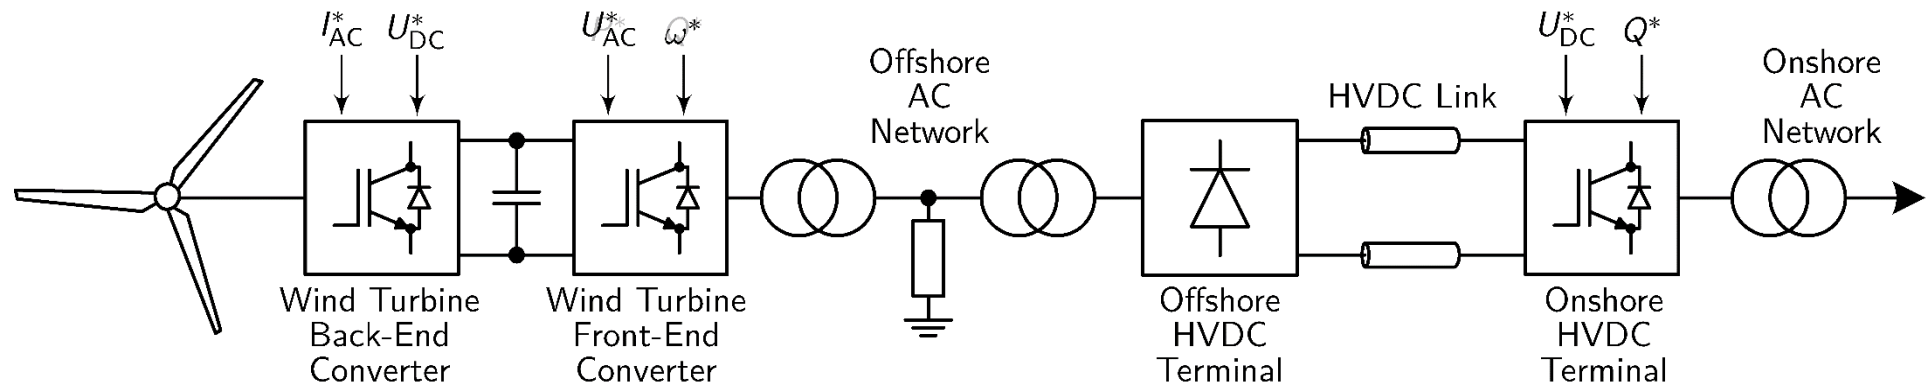 I*AC U*DC U*AC ω* U*DC Q*
Offshore
AC
Network
HVDC Link
Onshore
AC
Network
Wind Turbine
Back-End
Converter
Wind Turbine
Front-End
Converter
Offshore
HVDC
Terminal
Onshore
HVDC
Terminal